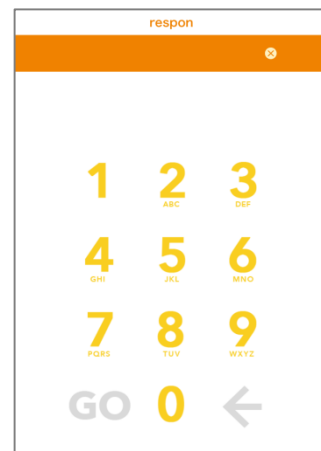 respon
1 2 3
ABC DEF
4 5 6
GHI JKL MNO
7 8 9
PQRS TUV WXYZ
GO 0